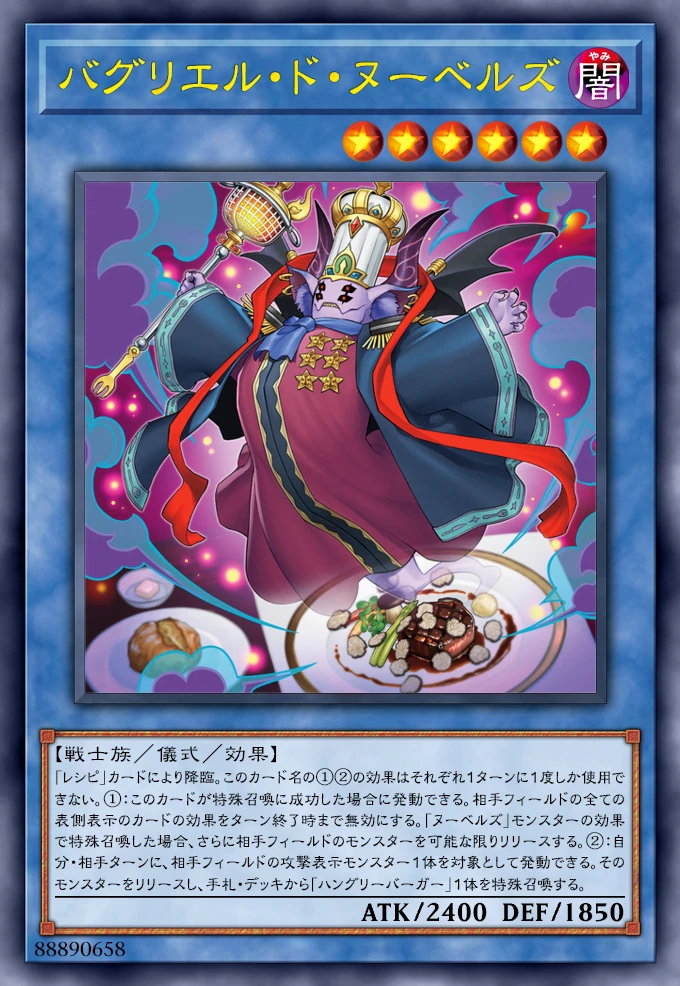 バグリエル・ド・ヌーベルズ
やみ
闇
【戦士族／儀式／効果】
「レシピ」カードにより降臨。このカード名の①②の効果はそれぞれ1ターンに1度しか使用で
きない。①：このカードが特殊召喚に成功した場合に発動できる。相手フィールドの全ての
表側表示のカードの効果をターン終了時まで無効にする。「ヌーベルズ」モンスターの効果
で特殊召喚した場合、さらに相手フィールドのモンスターを可能な限りリリースする。②：自
分・相手ターンに、相手フィールドの攻撃表示モンスター1体を対象として発動できる。その
モンスターをリリースし、手札・デッキから「ハングリーバーガー」1体を特殊召喚する。
ATK/2400 DEF/1850
88890658